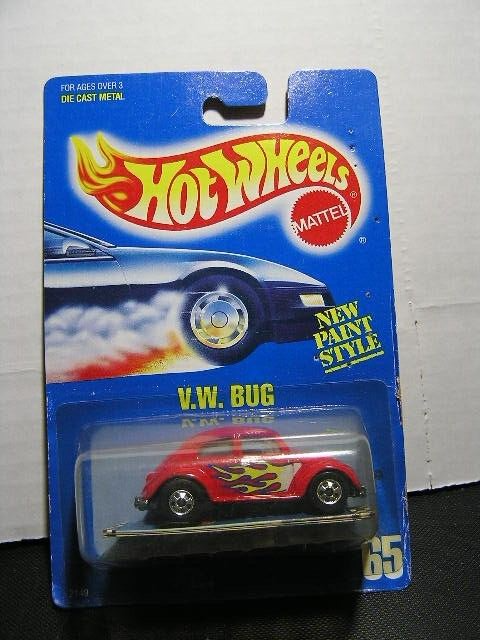 FOR AGES OVER 3
DIE CAST METAL
HOT WHEELS
®
MATTEL
®
NEW
PAINT
STYLE
V.W. BUG
65